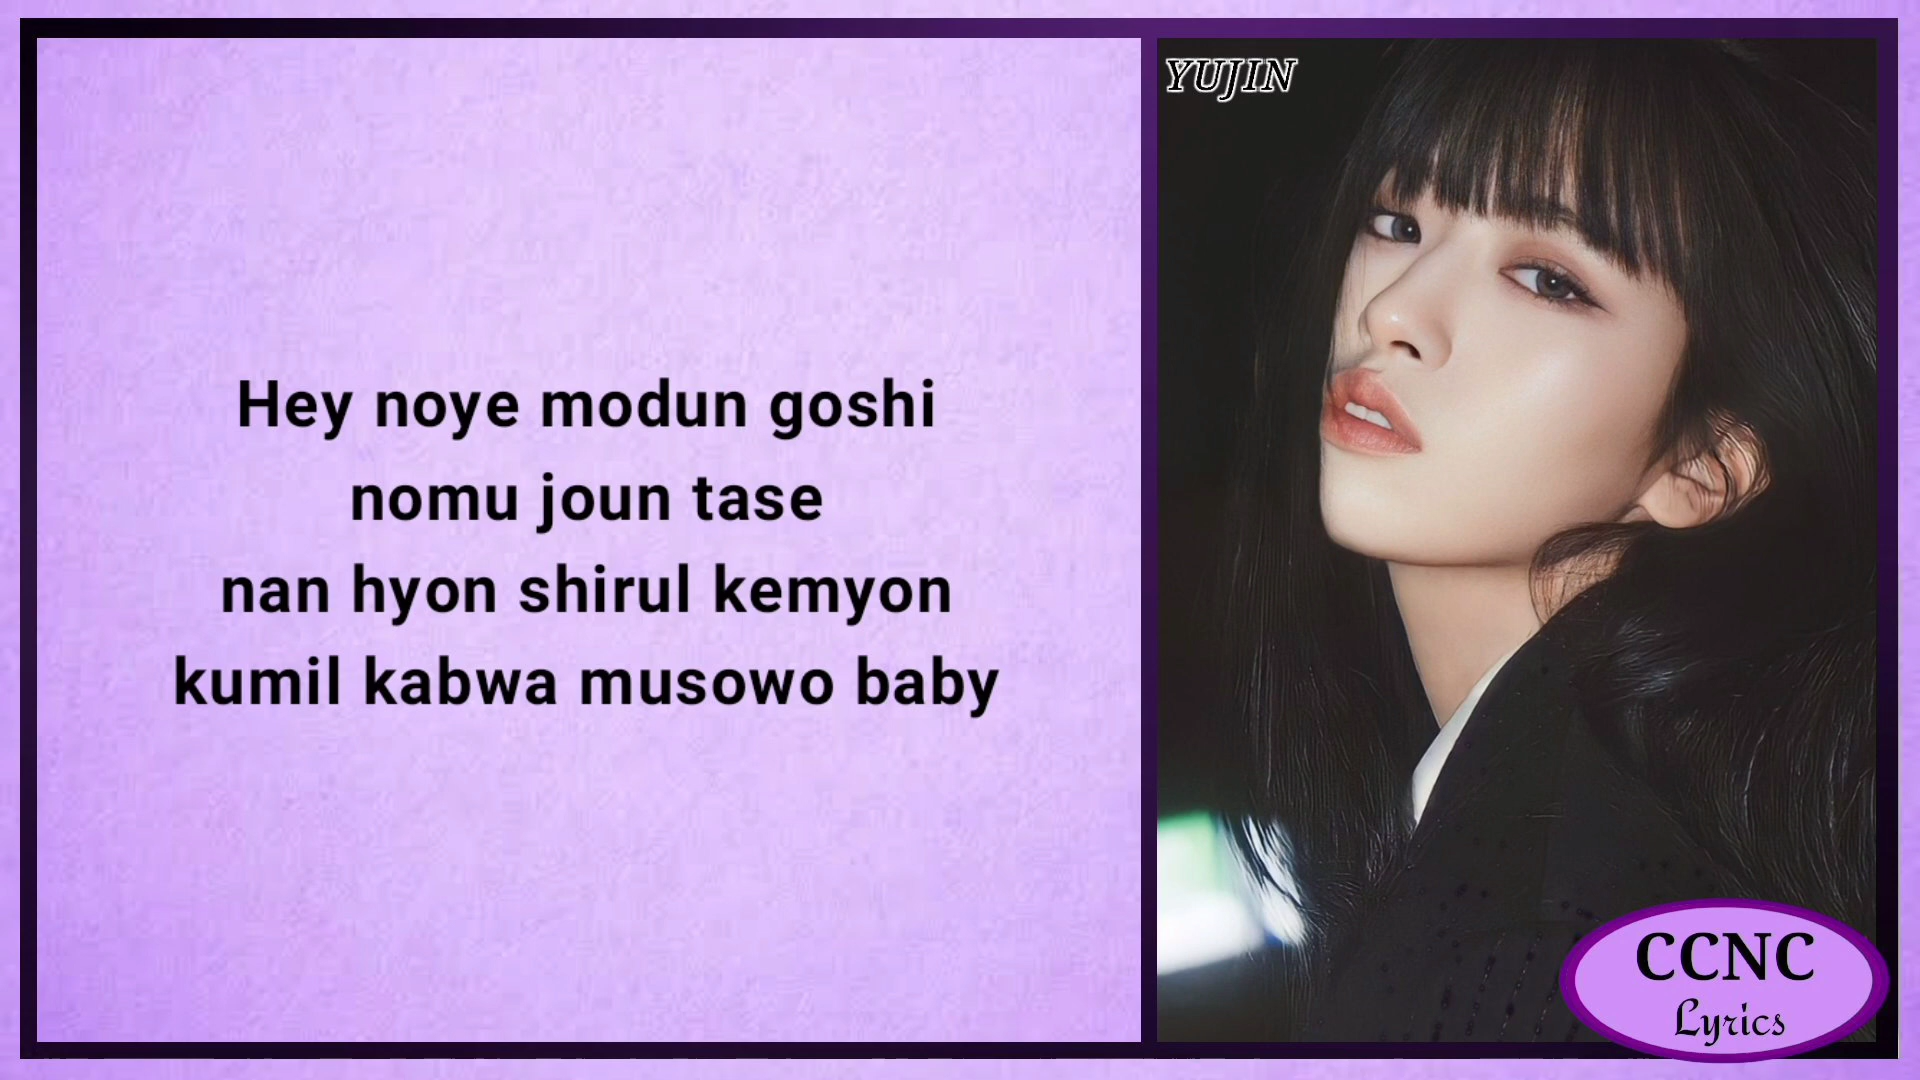 YUJIN
Hey noye modun goshi
nomu joun tase
nan hyon shirul kemyon
kumil kabwa musowo baby
CCNC
Lyrics